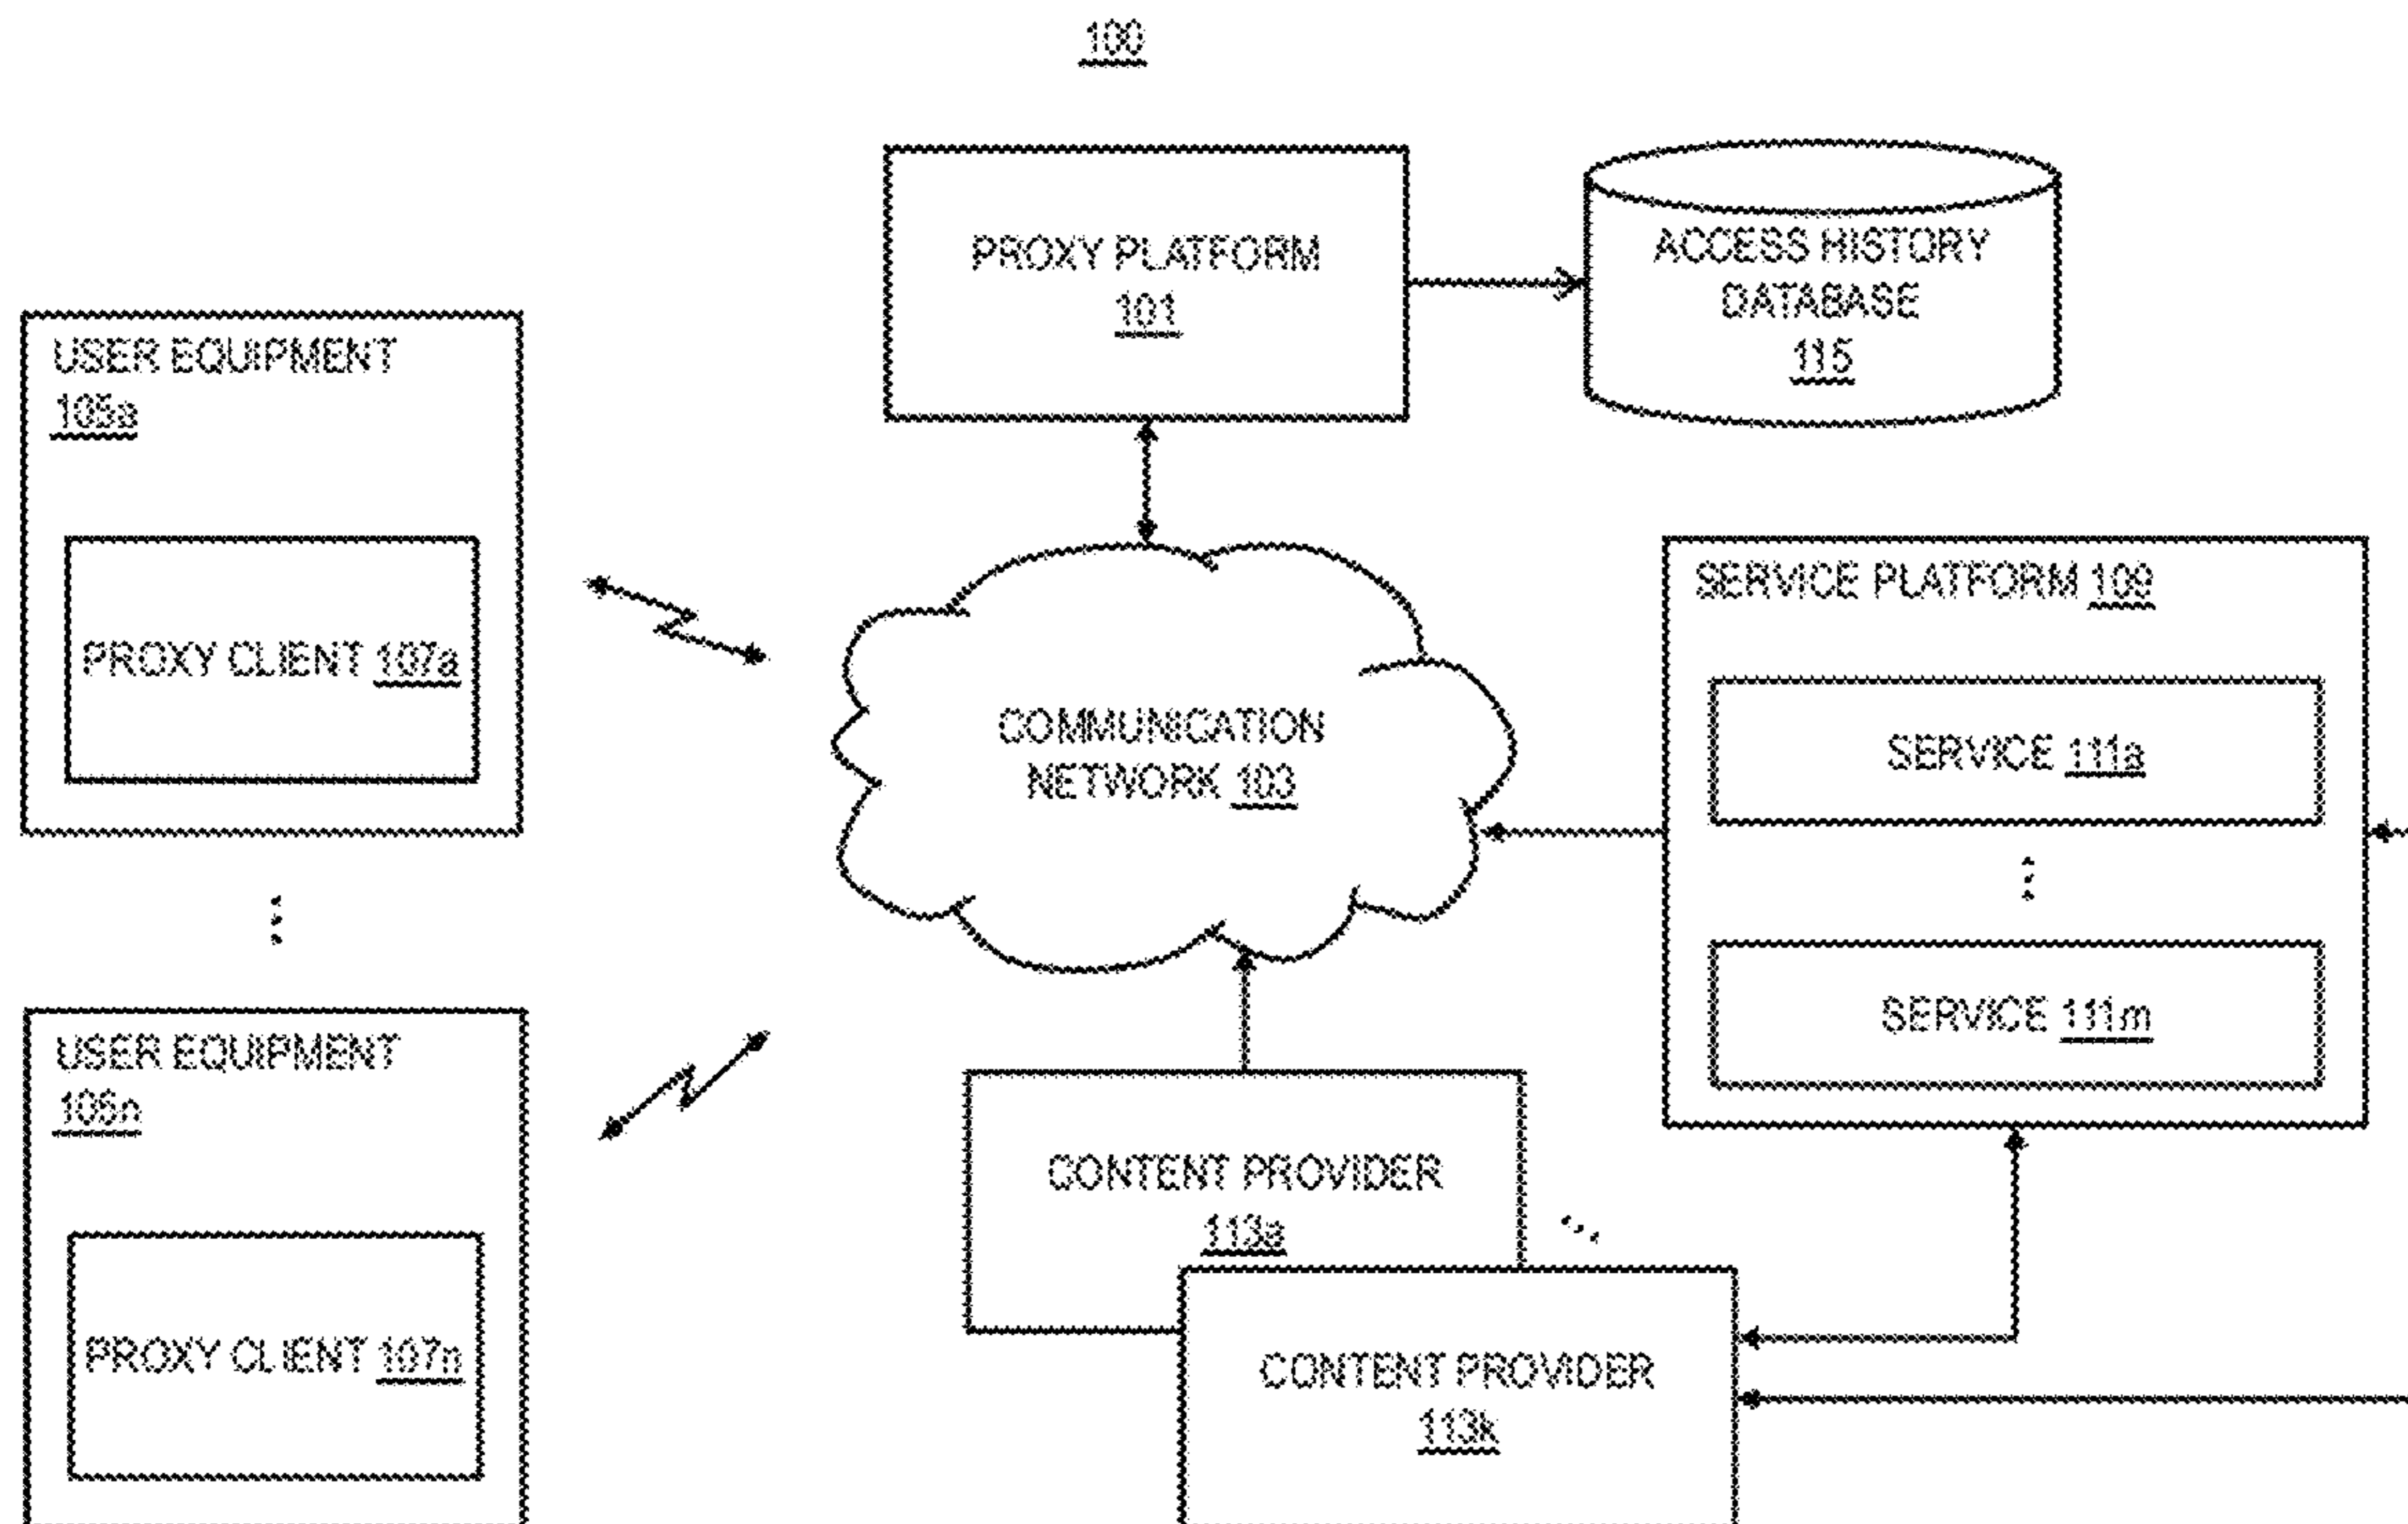 100
PROXY PLATFORM
101
ACCESS HISTORY
DATABASE
115
USER EQUIPMENT
105a
PROXY CLIENT 107a
COMMUNICATION
NETWORK 103
SERVICE PLATFORM 109
SERVICE 111a
SERVICE 111m
USER EQUIPMENT
105n
PROXY CLIENT 107n
CONTENT PROVIDER
113a
CONTENT PROVIDER
113k